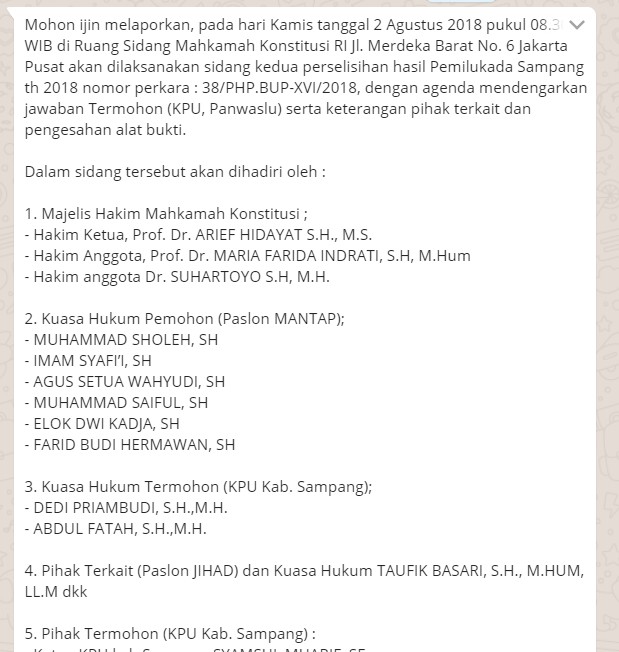 Mohon ijin melaporkan, pada hari Kamis tanggal 2 Agustus 2018 pukul 08.3
WIB di Ruang Sidang Mahkamah Konstitusi RI Jl. Merdeka Barat No. 6 Jakarta
Pusat akan dilaksanakan sidang kedua perselisihan hasil Pemilukada Sampang
th 2018 nomor perkara : 38/PHP.BUP-XVI/2018, dengan agenda mendengarkan
jawaban Termohon (KPU, Panwaslu) serta keterangan pihak terkait dan
pengesahan alat bukti.
Dalam sidang tersebut akan dihadiri oleh :
1. Majelis Hakim Mahkamah Konstitusi ;
- Hakim Ketua, Prof. Dr. ARIEF HIDAYAT S.H., M.S.
- Hakim Anggota, Prof. Dr. MARIA FARIDA INDRATI, S.H, M.Hum
- Hakim anggota Dr. SUHARTOYO S.H, M.H.
2. Kuasa Hukum Pemohon (Paslon MANTAP);
- MUHAMMAD SHOLEH, SH
- IMAM SYAFI'I, SH
- AGUS SETUA WAHYUDI, SH
- MUHAMMAD SAIFUL, SH
- ELOK DWI KADJA, SH
- FARID BUDI HERMAWAN, SH
3. Kuasa Hukum Termohon (KPU Kab. Sampang);
- DEDI PRIAMBUDI, S.H.,M.H.
- ABDUL FATAH, S.H.,M.H.
4. Pihak Terkait (Paslon JIHAD) dan Kuasa Hukum TAUFIK BASARI, S.H., M.HUM,
LL.M dkk
5. Pihak Termohon (KPU Kab. Sampang) :